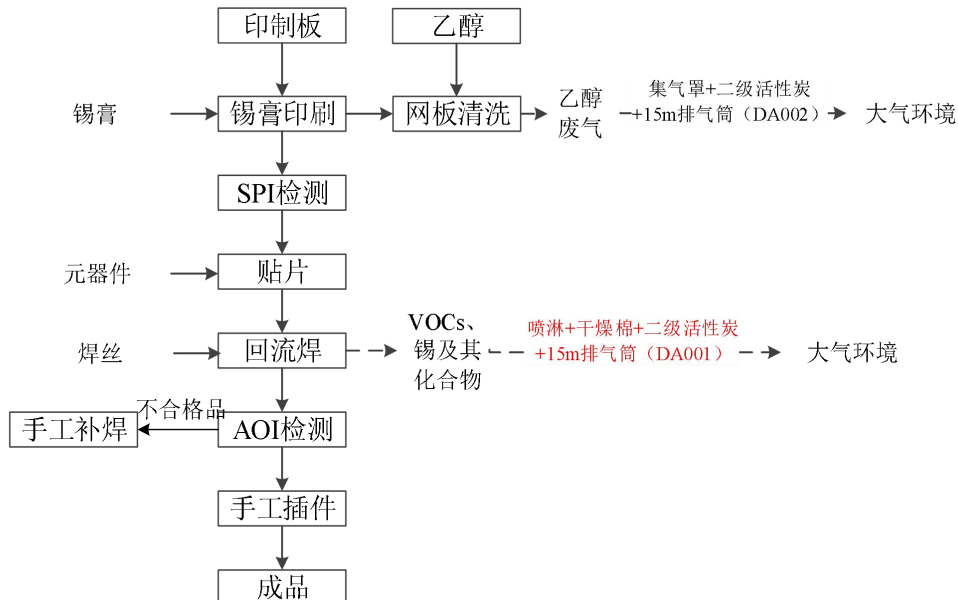 印制板
乙醇
锡膏
锡膏印刷
网板清洗
乙醇
废气
集气罩+二级活性炭
+15m排气筒（DA002）
大气环境
SPI检测
元器件
贴片
焊丝
回流焊
VOCs、
锡及其
化合物
喷淋+干燥棉+二级活性炭
+15m排气筒（DA001）
大气环境
不合格品
手工补焊
AOI检测
手工插件
成品